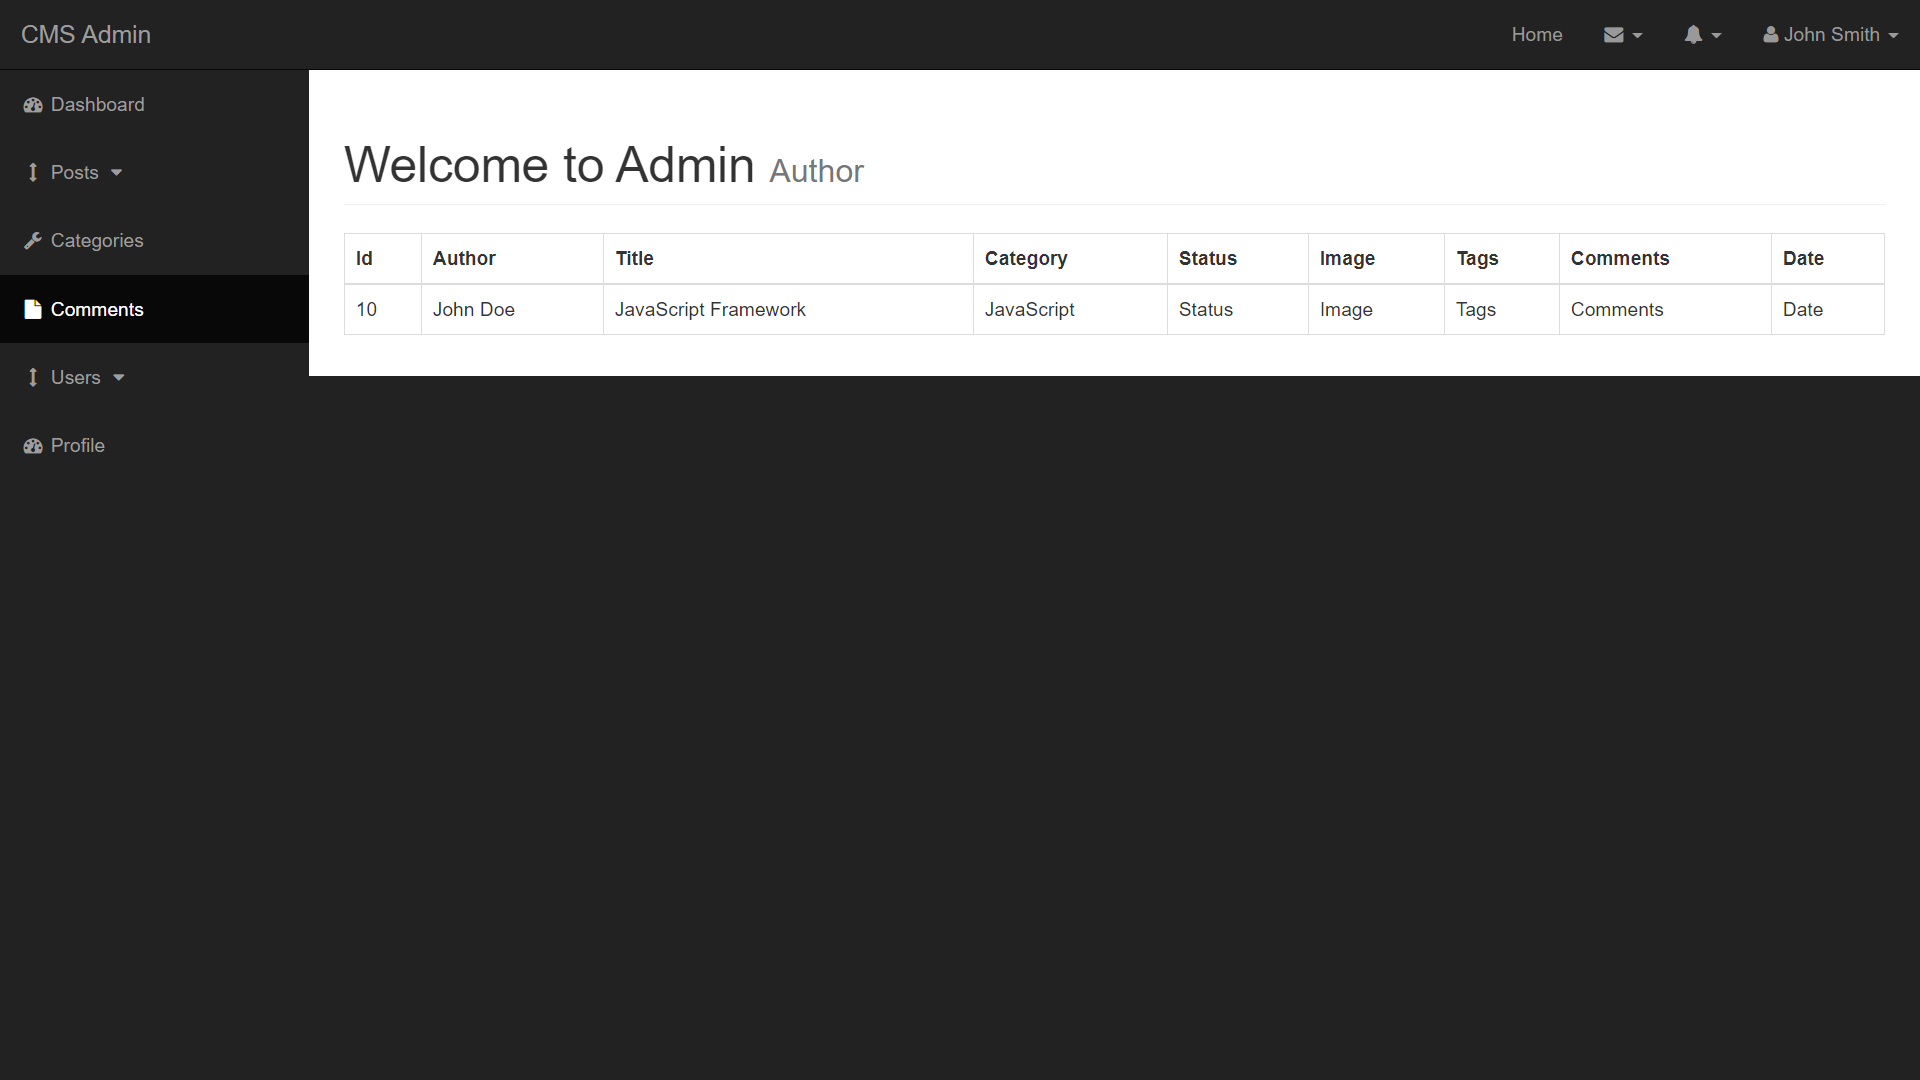 CMS Admin
Home
John Smith
Dashboard
Posts
Categories
Comments
Users
Profile
Welcome to Admin Author
Id Author Title Category Status Image Tags Comments Date
10 John Doe JavaScript Framework JavaScript Status Image Tags Comments Date